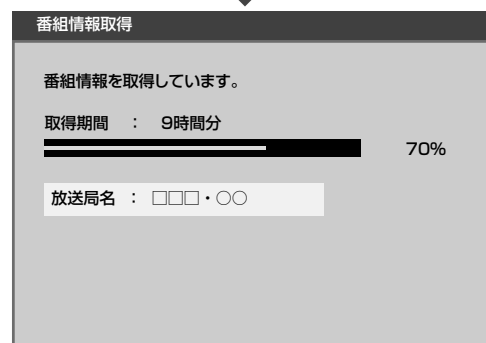 番組情報取得
番組情報を取得しています。
取得期間 ： 9時間分
70%
放送局名 ： □□□・○○